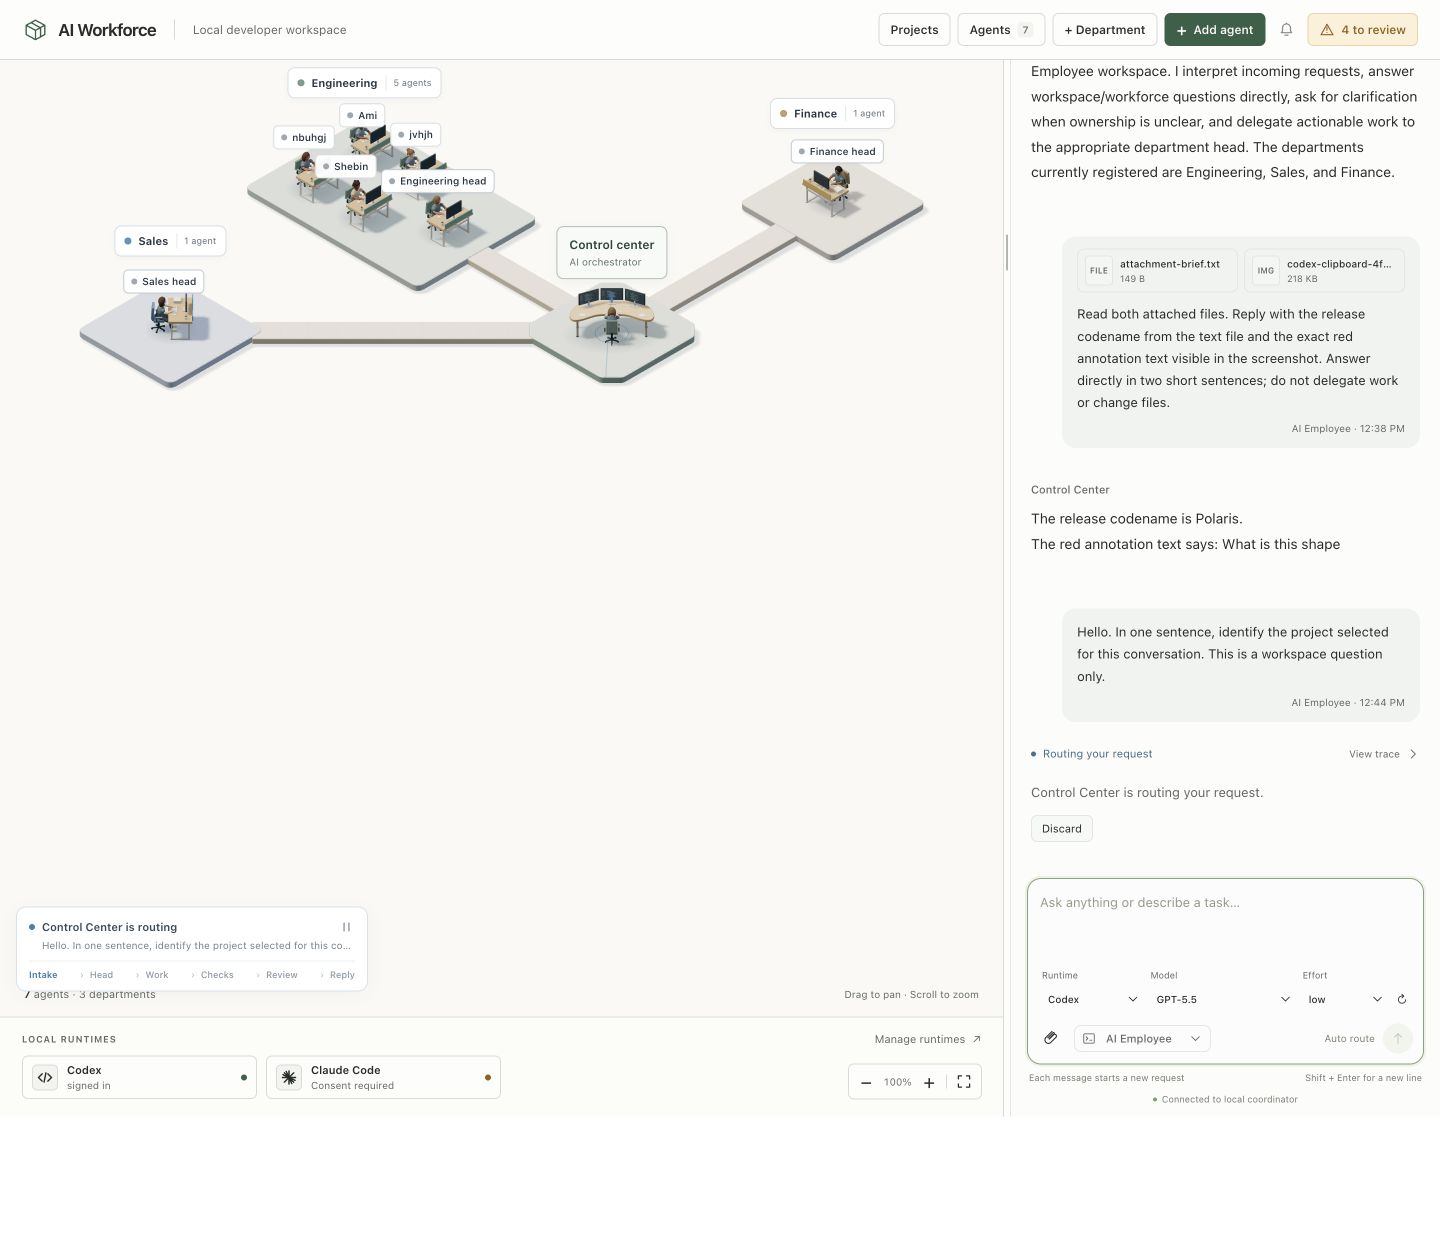 AI Workforce
Local developer workspace
Projects
Agents 7
+ Department
+ Add agent
4 to review
Engineering 5 agents
Ami
nbuhgj
jvhjh
Shebin
Engineering head
Finance 1 agent
Finance head
Sales 1 agent
Sales head
Control center
AI orchestrator
Control Center is routing
Hello. In one sentence, identify the project selected for this co...
Intake › Head › Work › Checks › Review › Reply
7 agents · 3 departments
Drag to pan · Scroll to zoom
LOCAL RUNTIMES
Manage runtimes
Codex
signed in
Claude Code
Consent required
100%
Employee workspace. I interpret incoming requests, answer
workspace/workforce questions directly, ask for clarification
when ownership is unclear, and delegate actionable work to
the appropriate department head. The departments
currently registered are Engineering, Sales, and Finance.
FILE
attachment-brief.txt
149 B
IMG
codex-clipboard-4f...
218 KB
Read both attached files. Reply with the release
codename from the text file and the exact red
annotation text visible in the screenshot. Answer
directly in two short sentences; do not delegate work
or change files.
AI Employee · 12:38 PM
Control Center
The release codename is Polaris.
The red annotation text says: What is this shape
Hello. In one sentence, identify the project selected
for this conversation. This is a workspace question
only.
AI Employee · 12:44 PM
Routing your request
View trace
Control Center is routing your request.
Discard
Ask anything or describe a task...
Runtime
Model
Effort
Codex
GPT-5.5
low
AI Employee
Auto route
Each message starts a new request
Shift + Enter for a new line
Connected to local coordinator